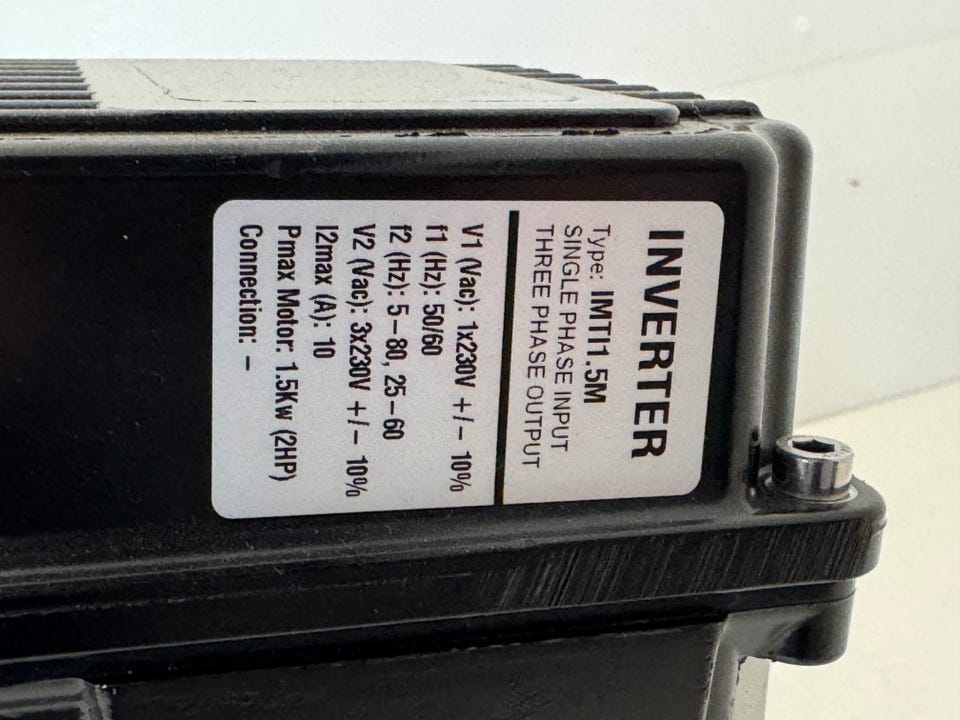 INVERTER
Type: IMTI1.5M
SINGLE PHASE INPUT
THREE PHASE OUTPUT
V1 (Vac): 1x230V +/– 10%
f1 (Hz): 50/60
f2 (Hz): 5–80, 25–60
V2 (Vac): 3x230V +/– 10%
I2max (A): 10
Pmax Motor: 1.5Kw (2HP)
Connection: –